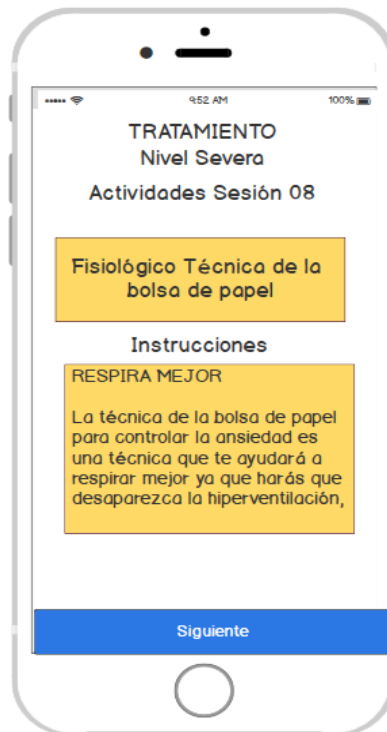 9:52 AM 100%
TRATAMIENTO
Nivel Severa
Actividades Sesión 08
Fisiológico Técnica de la
bolsa de papel
Instrucciones
RESPIRA MEJOR
La técnica de la bolsa de papel
para controlar la ansiedad es
una técnica que te ayudará a
respirar mejor ya que harás que
desaparezca la hiperventilación,
Siguiente